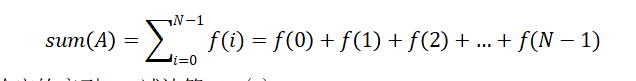 sum(A) = ∑_{i=0}^{N-1} f(i) = f(0) + f(1) + f(2) + … + f(N − 1)